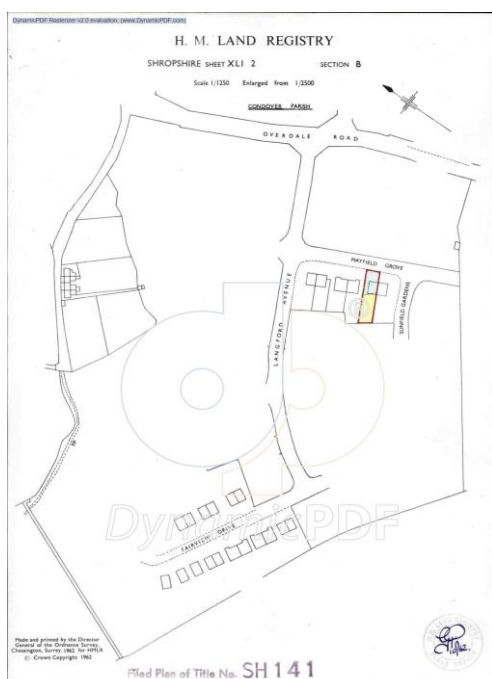 DynamicPDF Rasterizer v2.0 evaluation. (www.DynamicPDF.com)
H. M. LAND REGISTRY
SHROPSHIRE SHEET XLI 2 SECTION B
Scale 1/1250 Enlarged from 1/2500
CONDOVER PARISH
OVERDALE ROAD
MAYFIELD GROVE
LANGFORD AVENUE
SUNFIELD GARDENS
DynamicPDF
FAIRVIEW DRIVE
Made and printed by the Director
General of the Ordnance Survey,
Chessington, Surrey. 1962. for HMLR
© Crown Copyright 1962
Filed Plan of Title No. SH 141